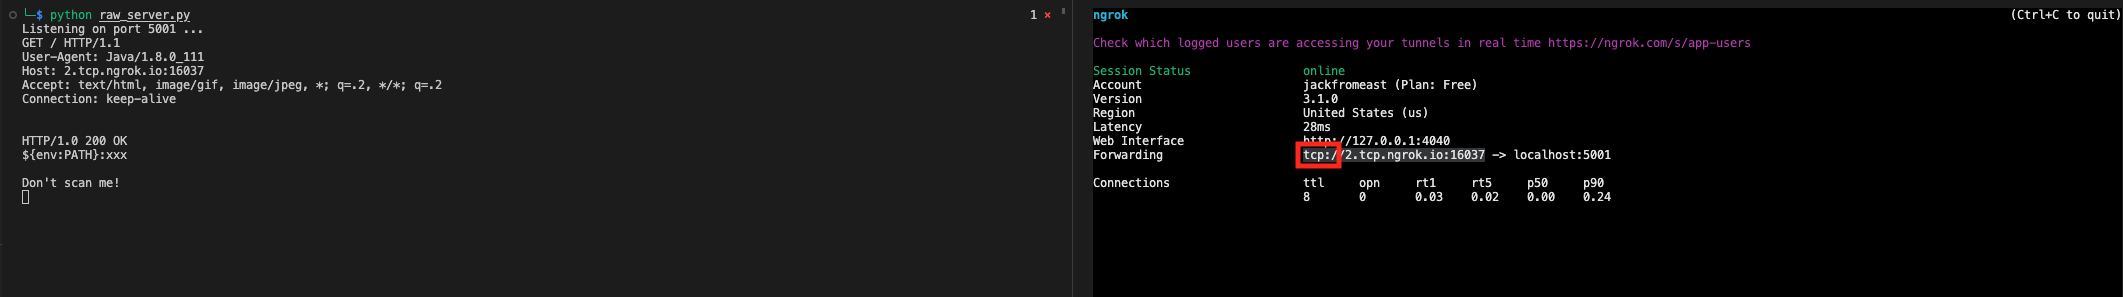 └─$ python raw_server.py 1 ×
Listening on port 5001 ...
GET / HTTP/1.1
User-Agent: Java/1.8.0_111
Host: 2.tcp.ngrok.io:16037
Accept: text/html, image/gif, image/jpeg, *; q=.2, */*; q=.2
Connection: keep-alive
HTTP/1.0 200 OK
${env:PATH}:xxx
Don't scan me!
ngrok (Ctrl+C to quit)
Check which logged users are accessing your tunnels in real time https://ngrok.com/s/app-users
Session Status online
Account jackfromeast (Plan: Free)
Version 3.1.0
Region United States (us)
Latency 28ms
Web Interface http://127.0.0.1:4040
Forwarding tcp://2.tcp.ngrok.io:16037 -> localhost:5001
Connections ttl opn rt1 rt5 p50 p90
8 0 0.03 0.02 0.00 0.24